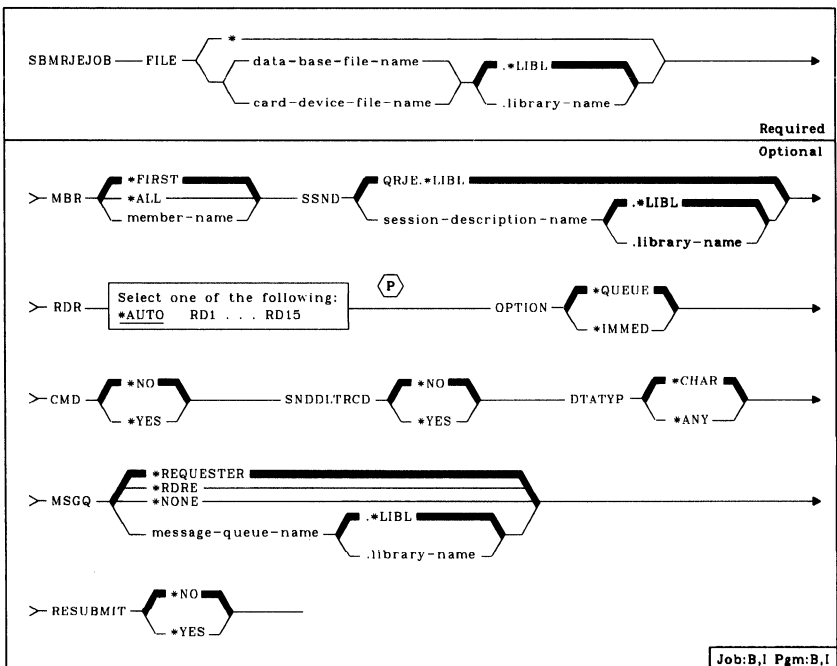 *
SBMRJEJOB FILE data-base-file-name .*LIBL
card-device-file-name .library-name
Required
Optional
*FIRST QRJE.*LIBL
MBR *ALL SSND .*LIBL
member-name session-description-name
.library-name
P
Select one of the following: *QUEUE
RDR *AUTO RD1 . . . RD15 OPTION
*IMMED
*NO *NO *CHAR
CMD SNDDLTRCD DTATYP
*YES *YES *ANY
*REQUESTER
*RDRE
MSGQ *NONE .*LIBL
message-queue-name
.library-name
*NO
RESUBMIT
*YES
Job:B,I Pgm:B,I